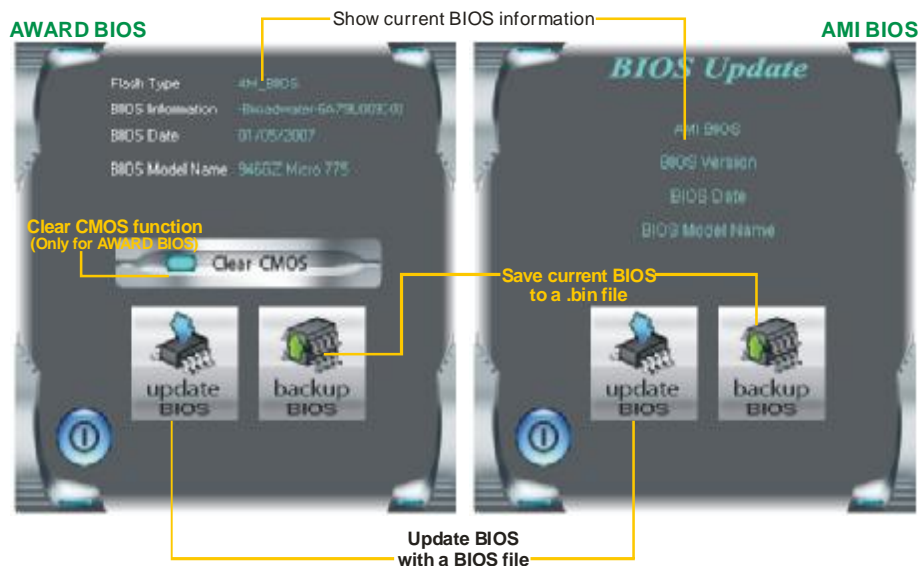 Show current BIOS information
AWARD BIOS
AMI BIOS
Flash Type
BIOS Information
BIOS Date 01/05/2007
BIOS Model Name 946GZ Micro 775
Clear CMOS function
(Only for AWARD BIOS)
Clear CMOS
update
BIOS
backup
BIOS
BIOS Update
AMI BIOS
BIOS Version
BIOS Date
BIOS Model Name
Save current BIOS
to a .bin file
update
BIOS
backup
BIOS
Update BIOS
with a BIOS file